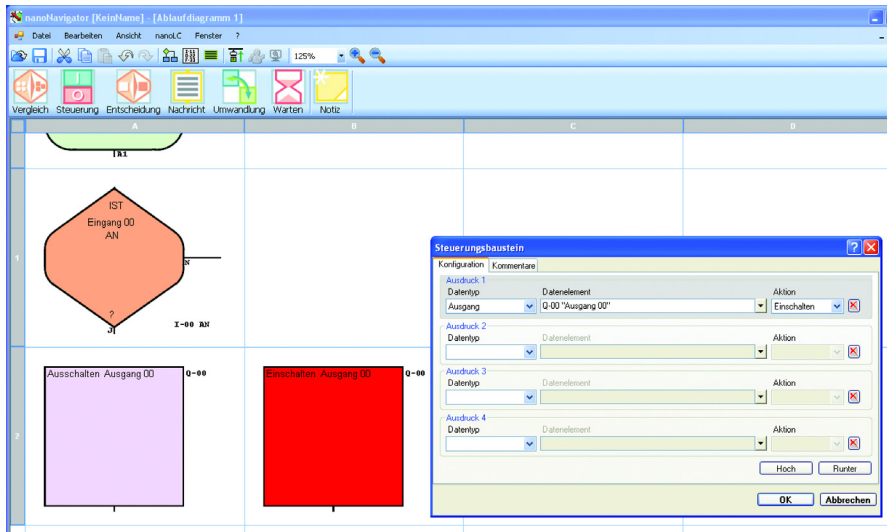 nanoNavigator [KeinName] - [Ablaufdiagramm 1]
Datei Bearbeiten Ansicht nanoLC Fenster ?
125%
Vergleich Steuerung Entscheidung Nachricht Umwandlung Warten Notiz
A B C D
A1
1
IST
Eingang 00
AN
N
?
J
I-00 AN
2
Ausschalten Ausgang 00
Q-00
Einschalten Ausgang 00
Q-00
Steuerungsbaustein
?
Konfiguration Kommentare
Ausdruck 1
Datentyp Datenelement Aktion
Ausgang Q-00 "Ausgang 00" Einschalten
Ausdruck 2
Datentyp Datenelement Aktion
Ausdruck 3
Datentyp Datenelement Aktion
Ausdruck 4
Datentyp Datenelement Aktion
Hoch Runter
OK Abbrechen